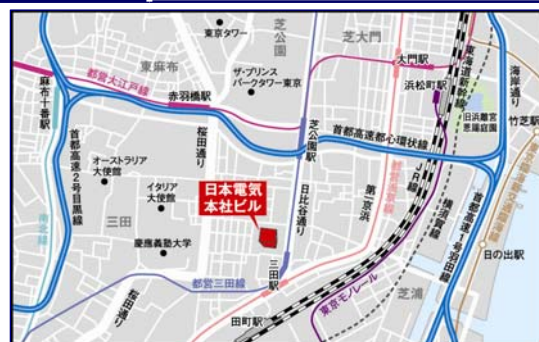 東京タワー
芝公園
芝大門
大門駅
東海道新幹線
海岸通り
東麻布
ザ・プリンス
パークタワー東京
浜松町駅
旧浜離宮
恩賜庭園
竹芝駅
麻布十番駅
都営大江戸線
赤羽橋駅
芝公園駅
首都高速都心環状線
首都高速2号目黒線
桜田通り
オーストラリア
大使館
イタリア
大使館
日本電気
本社ビル
日比谷通り
第一京浜
JR線
横須賀線
首都高速1号羽田線
南北線
三田
慶應義塾大学
三田駅
日の出駅
都営三田線
桜田通り
東京モノレール
芝浦
田町駅